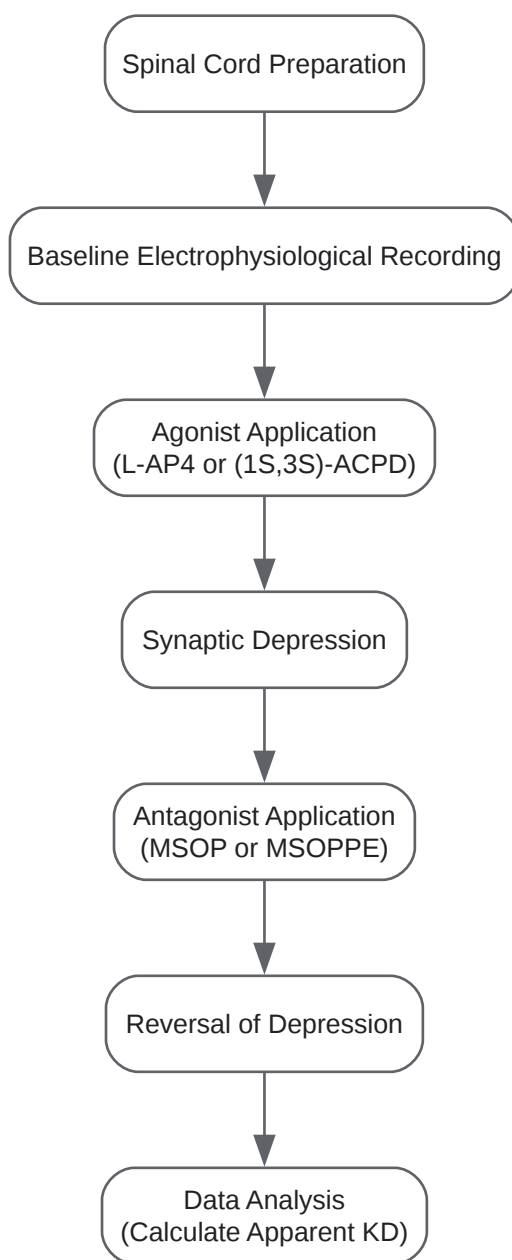 Spinal Cord Preparation
Baseline Electrophysiological Recording
Agonist Application
(L-AP4 or (1S,3S)-ACPD)
Synaptic Depression
Antagonist Application
(MSOP or MSOPPE)
Reversal of Depression
Data Analysis
(Calculate Apparent KD)